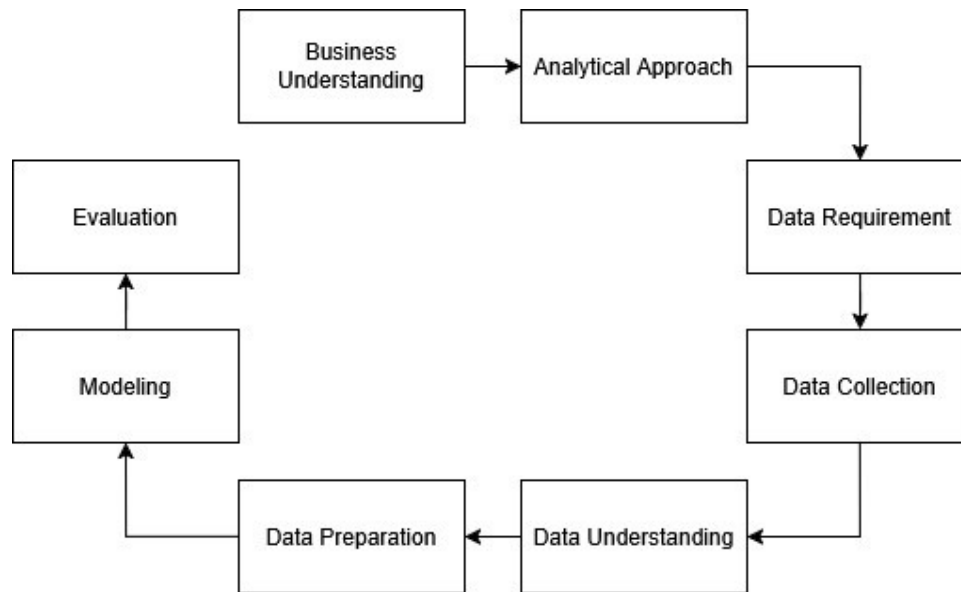 Business
Understanding
Analytical Approach
Data Requirement
Data Collection
Data Understanding
Data Preparation
Modeling
Evaluation